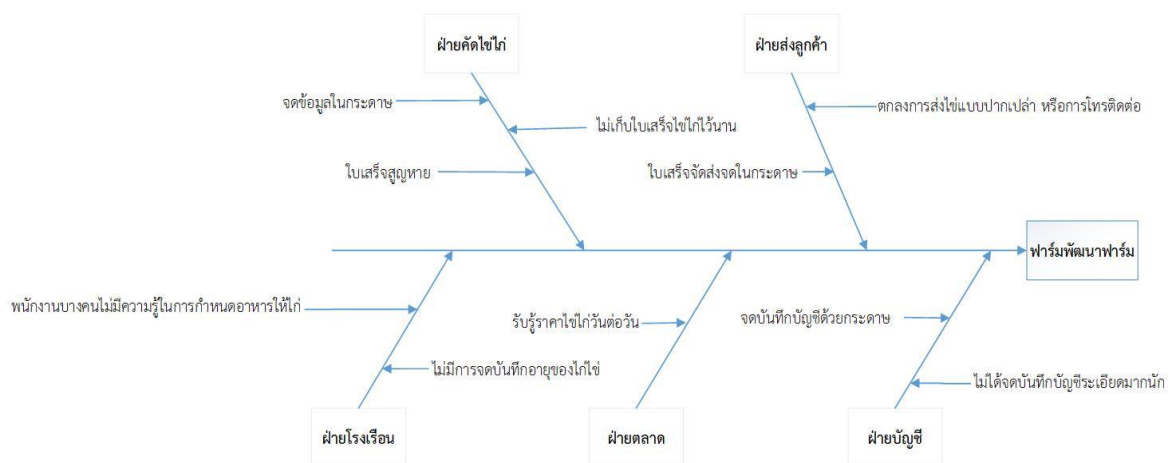 ฝ่ายคัดไข่ไก่
ฝ่ายส่งลูกค้า
จดข้อมูลในกระดาษ
ตกลงการส่งไข่แบบปากเปล่า หรือการโทรติดต่อ
ไม่เก็บใบเสร็จไข่ไก่ไว้นาน
ใบเสร็จสูญหาย
ใบเสร็จจัดส่งจดในกระดาษ
ฟาร์มพัฒนาฟาร์ม
พนักงานบางคนไม่มีความรู้ในการกำหนดอาหารให้ไก่
รับรู้ราคาไข่ไก่วันต่อวัน
จดบันทึกบัญชีด้วยกระดาษ
ไม่มีการจดบันทึกอายุของไก่ไข่
ไม่ได้จดบันทึกบัญชีระเอียดมากนัก
ฝ่ายโรงเรือน
ฝ่ายตลาด
ฝ่ายบัญชี